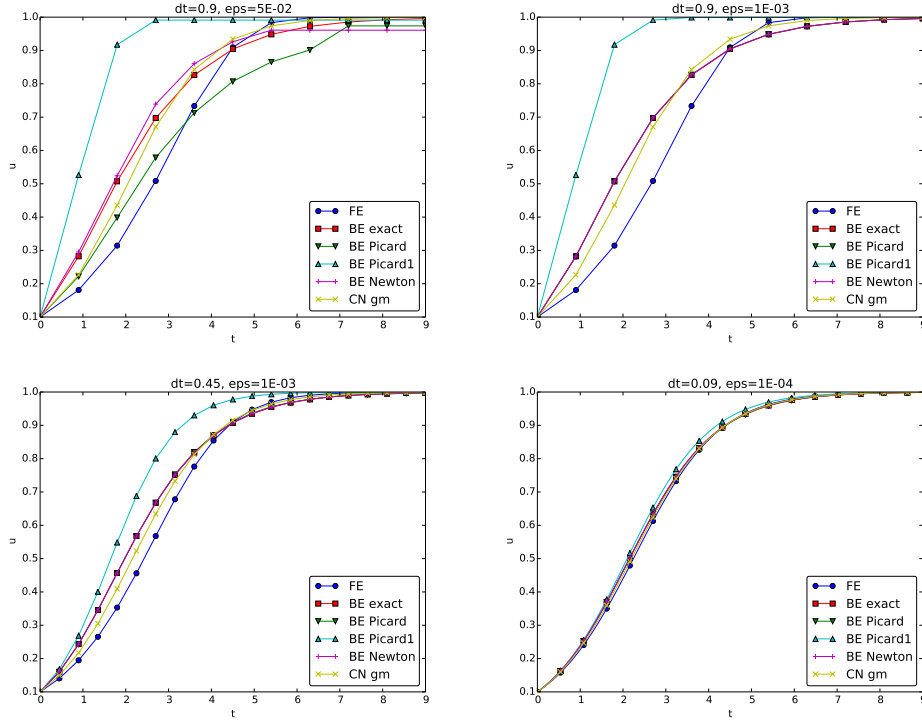 dt=0.9, eps=5E-02
1.0
0.9
0.8
0.7
0.6
0.5
0.4
0.3
0.2
0.1
u
0 1 2 3 4 5 6 7 8 9
t
FE
BE exact
BE Picard
BE Picard1
BE Newton
CN gm
dt=0.9, eps=1E-03
1.0
0.9
0.8
0.7
0.6
0.5
0.4
0.3
0.2
0.1
u
0 1 2 3 4 5 6 7 8 9
t
FE
BE exact
BE Picard
BE Picard1
BE Newton
CN gm
dt=0.45, eps=1E-03
1.0
0.9
0.8
0.7
0.6
0.5
0.4
0.3
0.2
0.1
u
0 1 2 3 4 5 6 7 8 9
t
FE
BE exact
BE Picard
BE Picard1
BE Newton
CN gm
dt=0.09, eps=1E-04
1.0
0.9
0.8
0.7
0.6
0.5
0.4
0.3
0.2
0.1
u
0 1 2 3 4 5 6 7 8 9
t
FE
BE exact
BE Picard
BE Picard1
BE Newton
CN gm